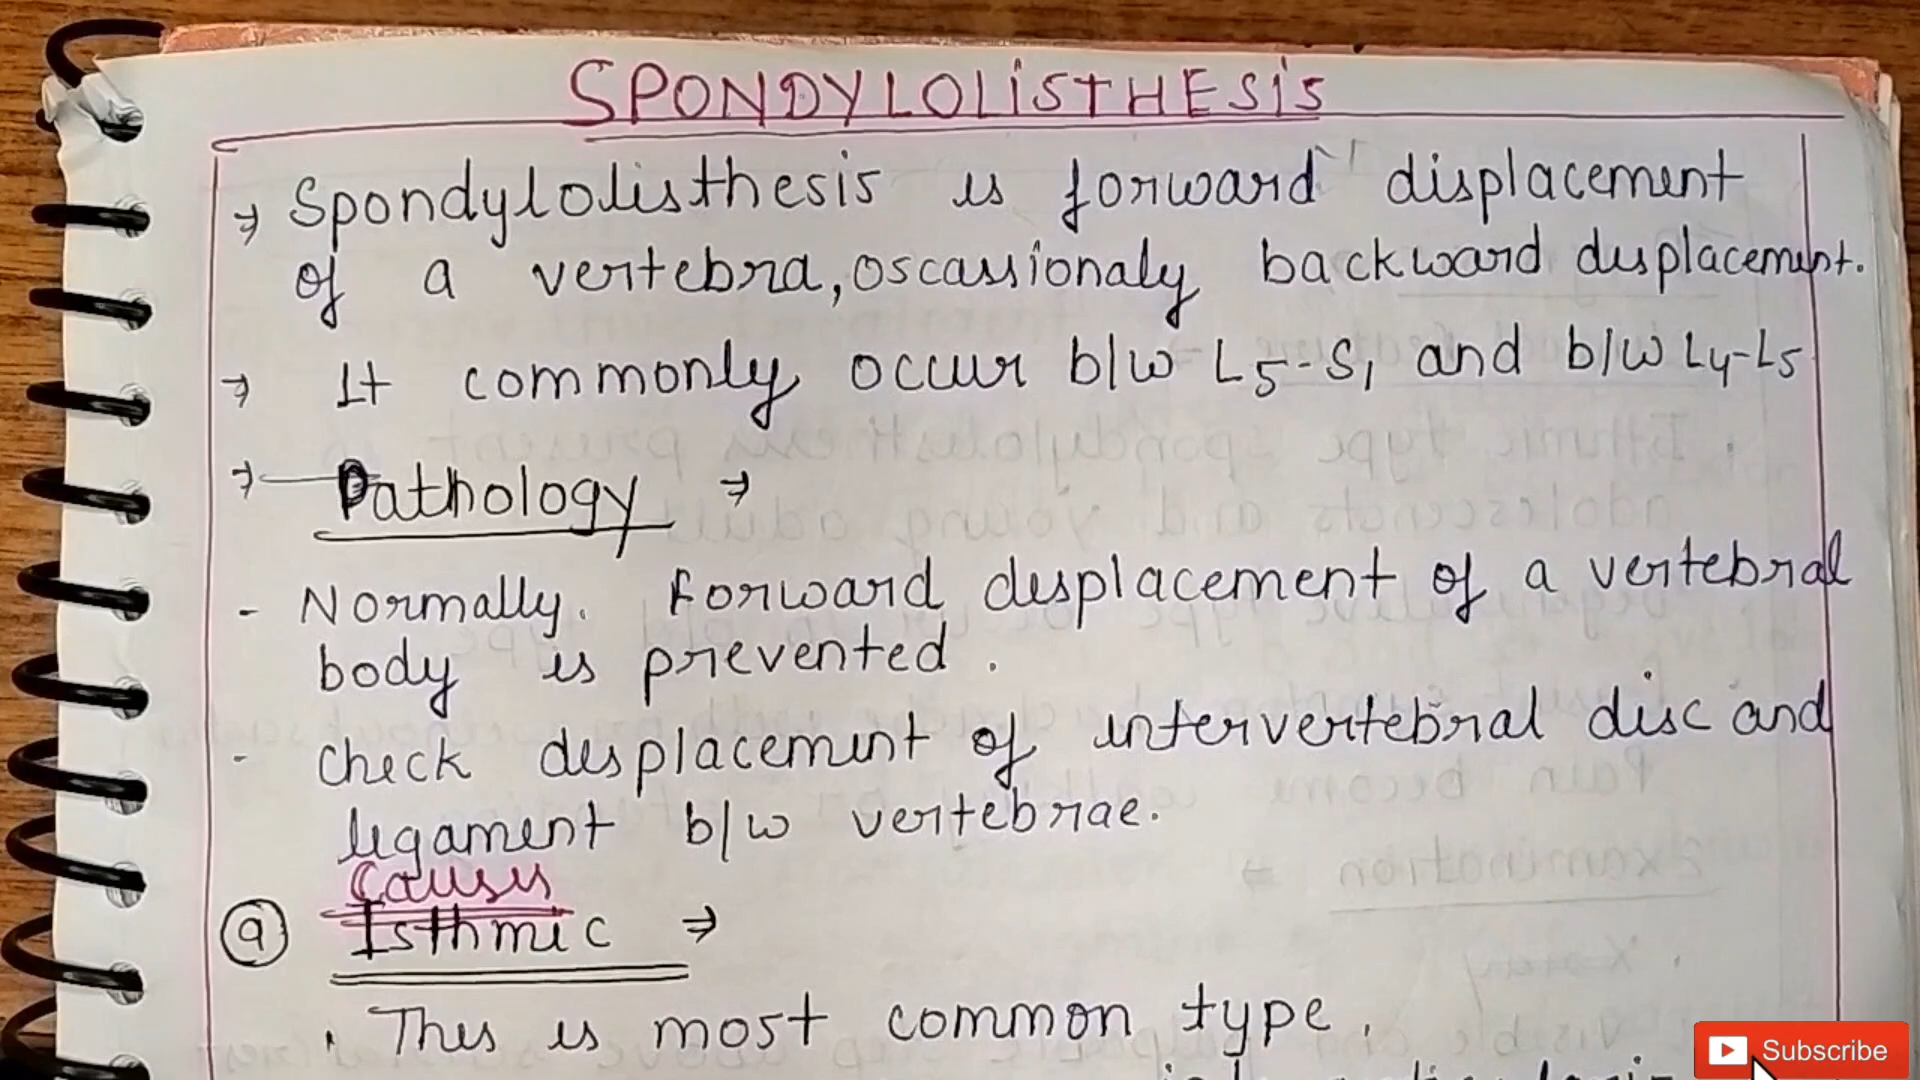 SPONDYLOLiSTHESiS
→ Spondylolisthesis is forward displacement
of a vertebra, oscassionaly backward displacement.
→ It commonly occur b/w L5-S1 and b/w L4-L5
→ Pathology →
- Normally. Forward displacement of a vertebral
body is prevented.
- check displacement of intervertebral disc and
ligament b/w vertebrae.
Causes
(a) Isthmic →
. This is most common type.
Subscribe